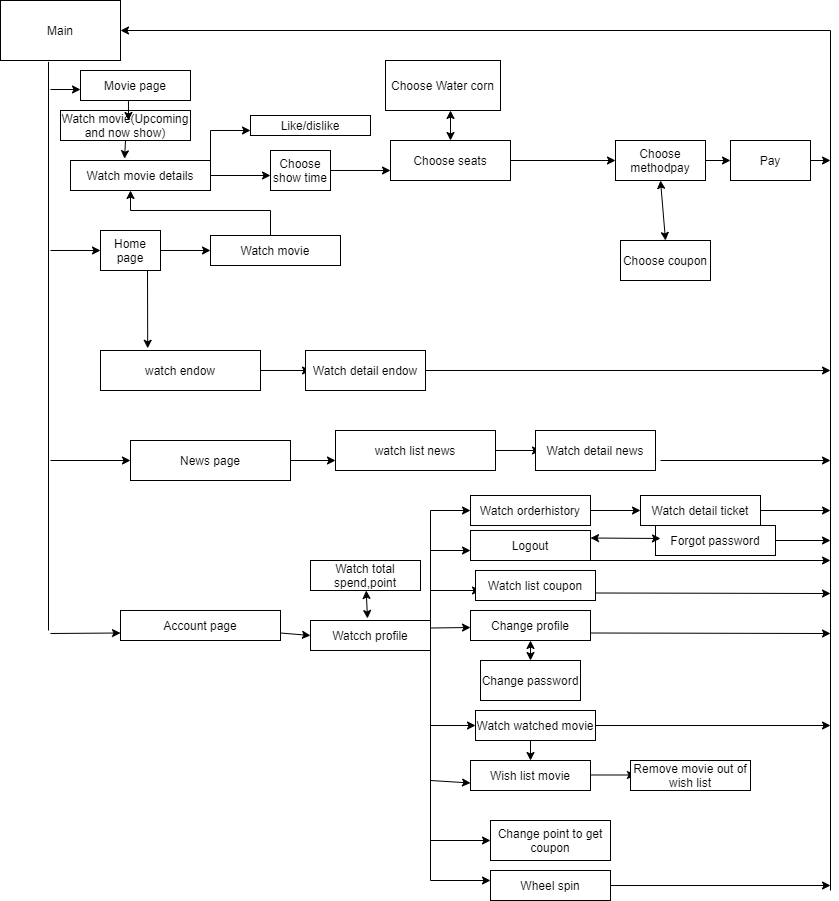 Main
Movie page
Watch movie(Upcoming
and now show)
Watch movie details
Like/dislike
Choose
show time
Choose Water corn
Choose seats
Choose
methodpay
Pay
Choose coupon
Home
page
Watch movie
watch endow
Watch detail endow
News page
watch list news
Watch detail news
Account page
Watch total
spend,point
Watcch profile
Watch orderhistory
Watch detail ticket
Logout
Forgot password
Watch list coupon
Change profile
Change password
Watch watched movie
Wish list movie
Remove movie out of
wish list
Change point to get
coupon
Wheel spin